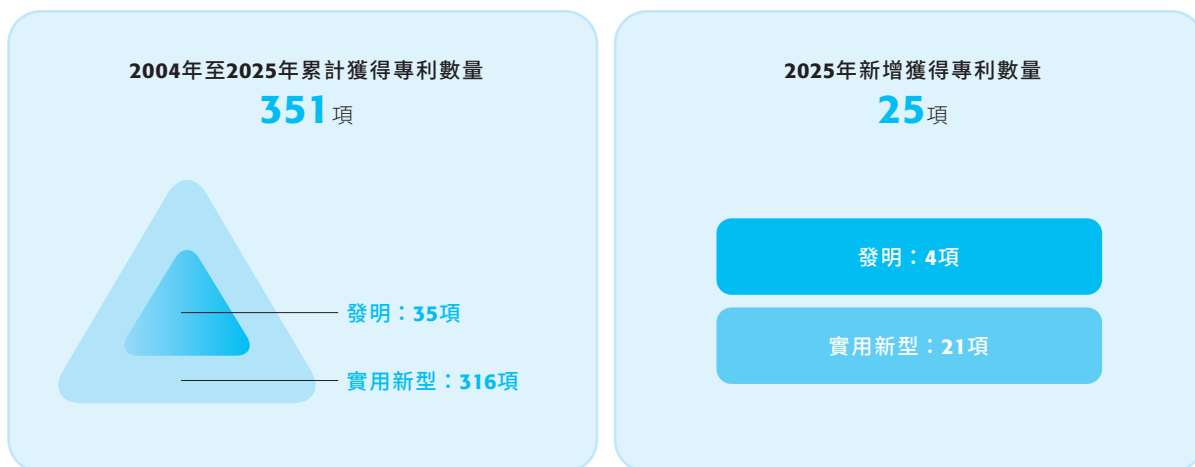 2004年至2025年累計獲得專利數量
351項
發明：35項
實用新型：316項
2025年新增獲得專利數量
25項
發明：4項
實用新型：21項